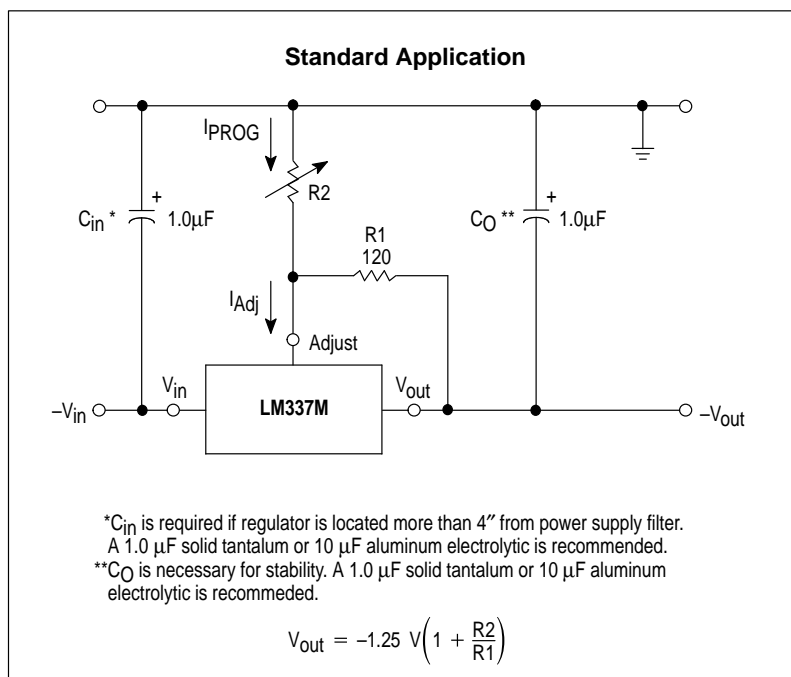 Standard Application
IPROG
R2
Cin *
+
1.0µF
R1
120
CO **
+
1.0µF
IAdj
Adjust
–Vin
Vin
LM337M
Vout
–Vout
*Cin is required if regulator is located more than 4″ from power supply filter.
A 1.0 µF solid tantalum or 10 µF aluminum electrolytic is recommended.
**CO is necessary for stability. A 1.0 µF solid tantalum or 10 µF aluminum
electrolytic is recommeded.
Vout = –1.25 V(1 + R2/R1)